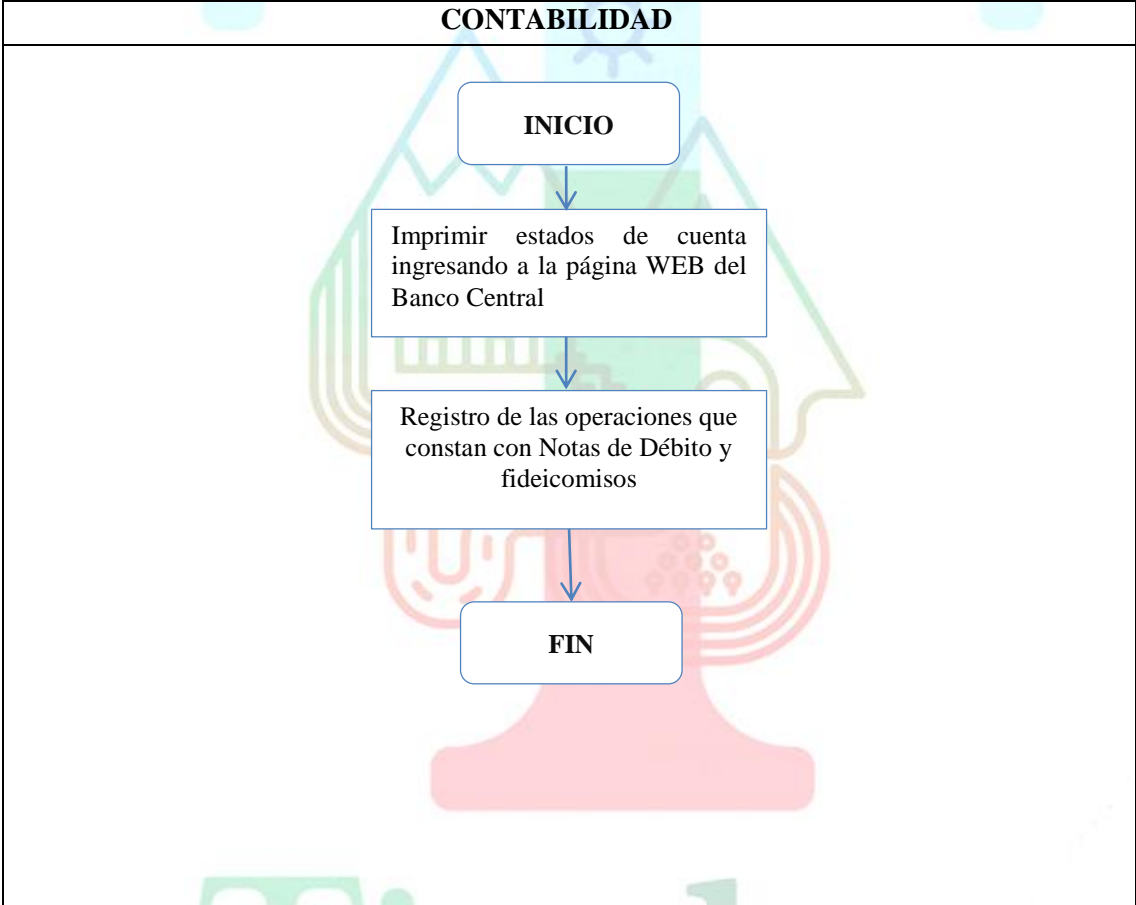 CONTABILIDAD
INICIO
Imprimir estados de cuenta
ingresando a la página WEB del
Banco Central
Registro de las operaciones que
constan con Notas de Débito y
fideicomisos
FIN